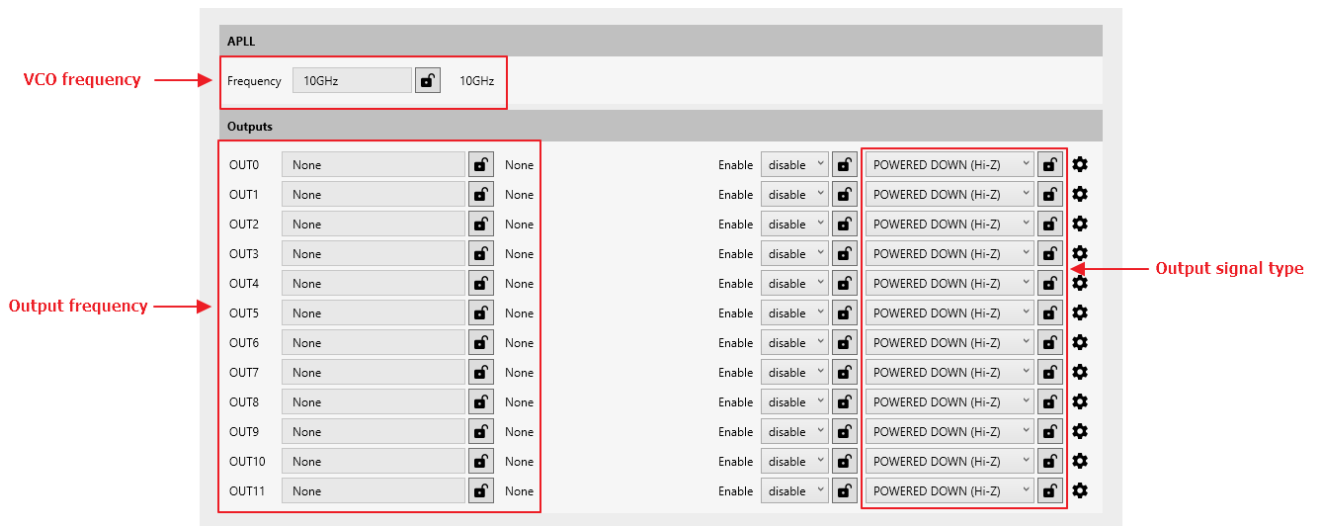 APLL
VCO frequency
Frequency 10GHz 10GHz
Outputs
OUT0 None None Enable disable POWERED DOWN (Hi-Z)
OUT1 None None Enable disable POWERED DOWN (Hi-Z)
OUT2 None None Enable disable POWERED DOWN (Hi-Z)
OUT3 None None Enable disable POWERED DOWN (Hi-Z)
Output signal type
OUT4 None None Enable disable POWERED DOWN (Hi-Z)
Output frequency
OUT5 None None Enable disable POWERED DOWN (Hi-Z)
OUT6 None None Enable disable POWERED DOWN (Hi-Z)
OUT7 None None Enable disable POWERED DOWN (Hi-Z)
OUT8 None None Enable disable POWERED DOWN (Hi-Z)
OUT9 None None Enable disable POWERED DOWN (Hi-Z)
OUT10 None None Enable disable POWERED DOWN (Hi-Z)
OUT11 None None Enable disable POWERED DOWN (Hi-Z)